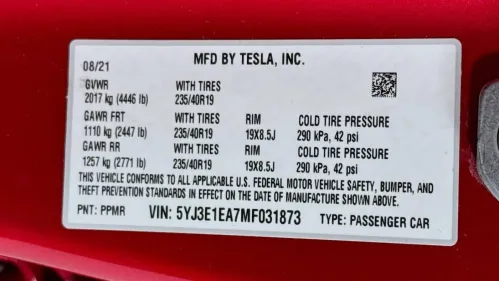 MFD BY TESLA, INC.
08/21
GVWR WITH TIRES
2017 kg (4446 lb) 235/40R19
GAWR FRT WITH TIRES RIM COLD TIRE PRESSURE
1110 kg (2447 lb) 235/40R19 19X8.5J 290 kPa, 42 psi
GAWR RR WITH TIRES RIM COLD TIRE PRESSURE
1257 kg (2771 lb) 235/40R19 19X8.5J 290 kPa, 42 psi
THIS VEHICLE CONFORMS TO ALL APPLICABLE U.S. FEDERAL MOTOR VEHICLE SAFETY, BUMPER, AND
THEFT PREVENTION STANDARDS IN EFFECT ON THE DATE OF MANUFACTURE SHOWN ABOVE.
PNT: PPMR VIN: 5YJ3E1EA7MF031873 TYPE: PASSENGER CAR